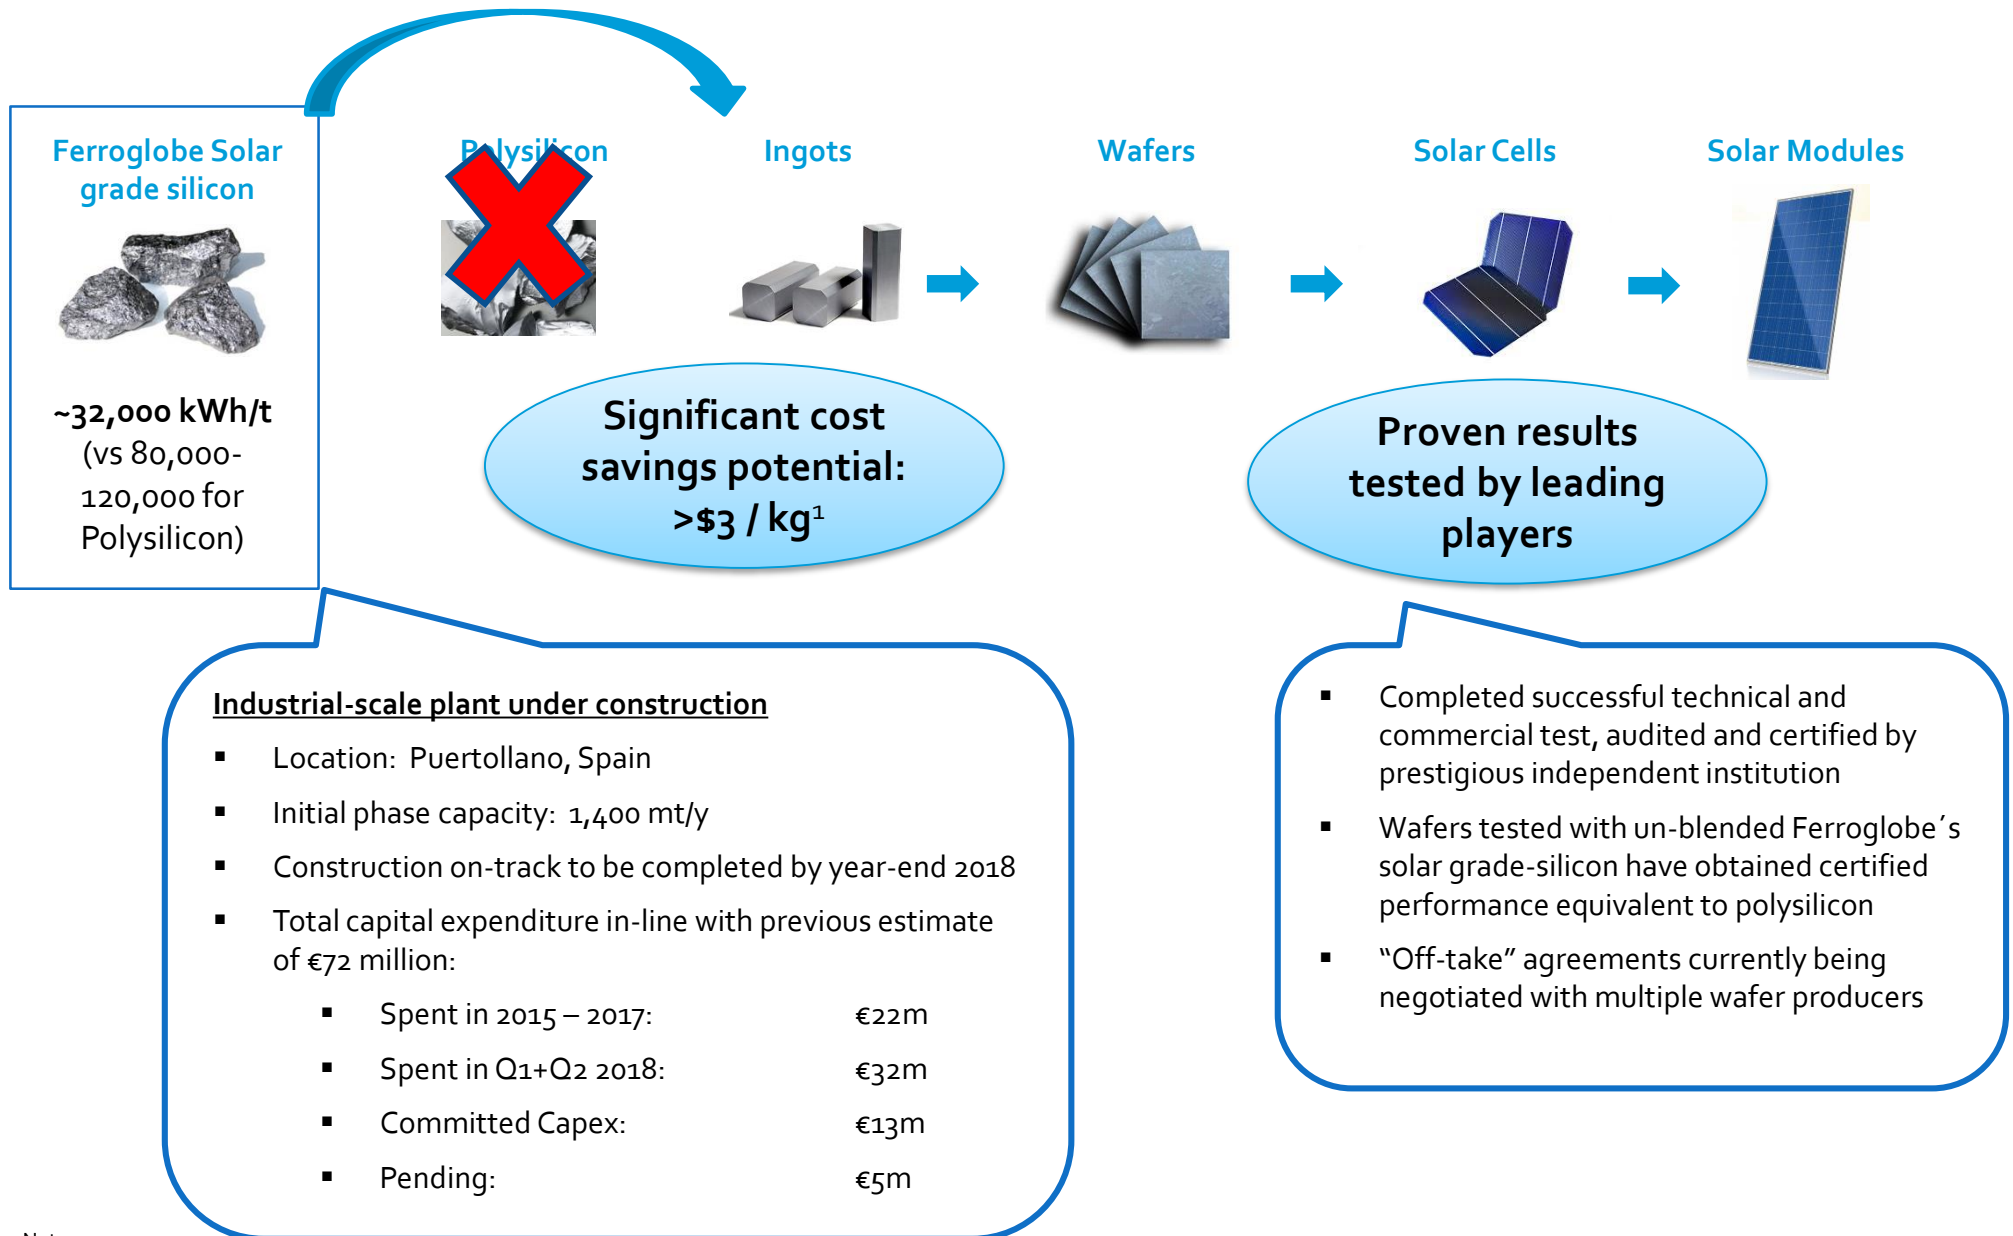 Ferroglobe Solar
grade silicon
~32,000 kWh/t
(vs 80,000-
120,000 for
Polysilicon)
Polysilicon
Ingots
Wafers
Solar Cells
Solar Modules
Significant cost
savings potential:
>$3 / kg¹
Proven results
tested by leading
players
Industrial-scale plant under construction
▪ Location: Puertollano, Spain
▪ Initial phase capacity: 1,400 mt/y
▪ Construction on-track to be completed by year-end 2018
▪ Total capital expenditure in-line with previous estimate
of €72 million:
▪ Spent in 2015 – 2017: €22m
▪ Spent in Q1+Q2 2018: €32m
▪ Committed Capex: €13m
▪ Pending: €5m
▪ Completed successful technical and
commercial test, audited and certified by
prestigious independent institution
▪ Wafers tested with un-blended Ferroglobe´s
solar grade-silicon have obtained certified
performance equivalent to polysilicon
▪ “Off-take” agreements currently being
negotiated with multiple wafer producers